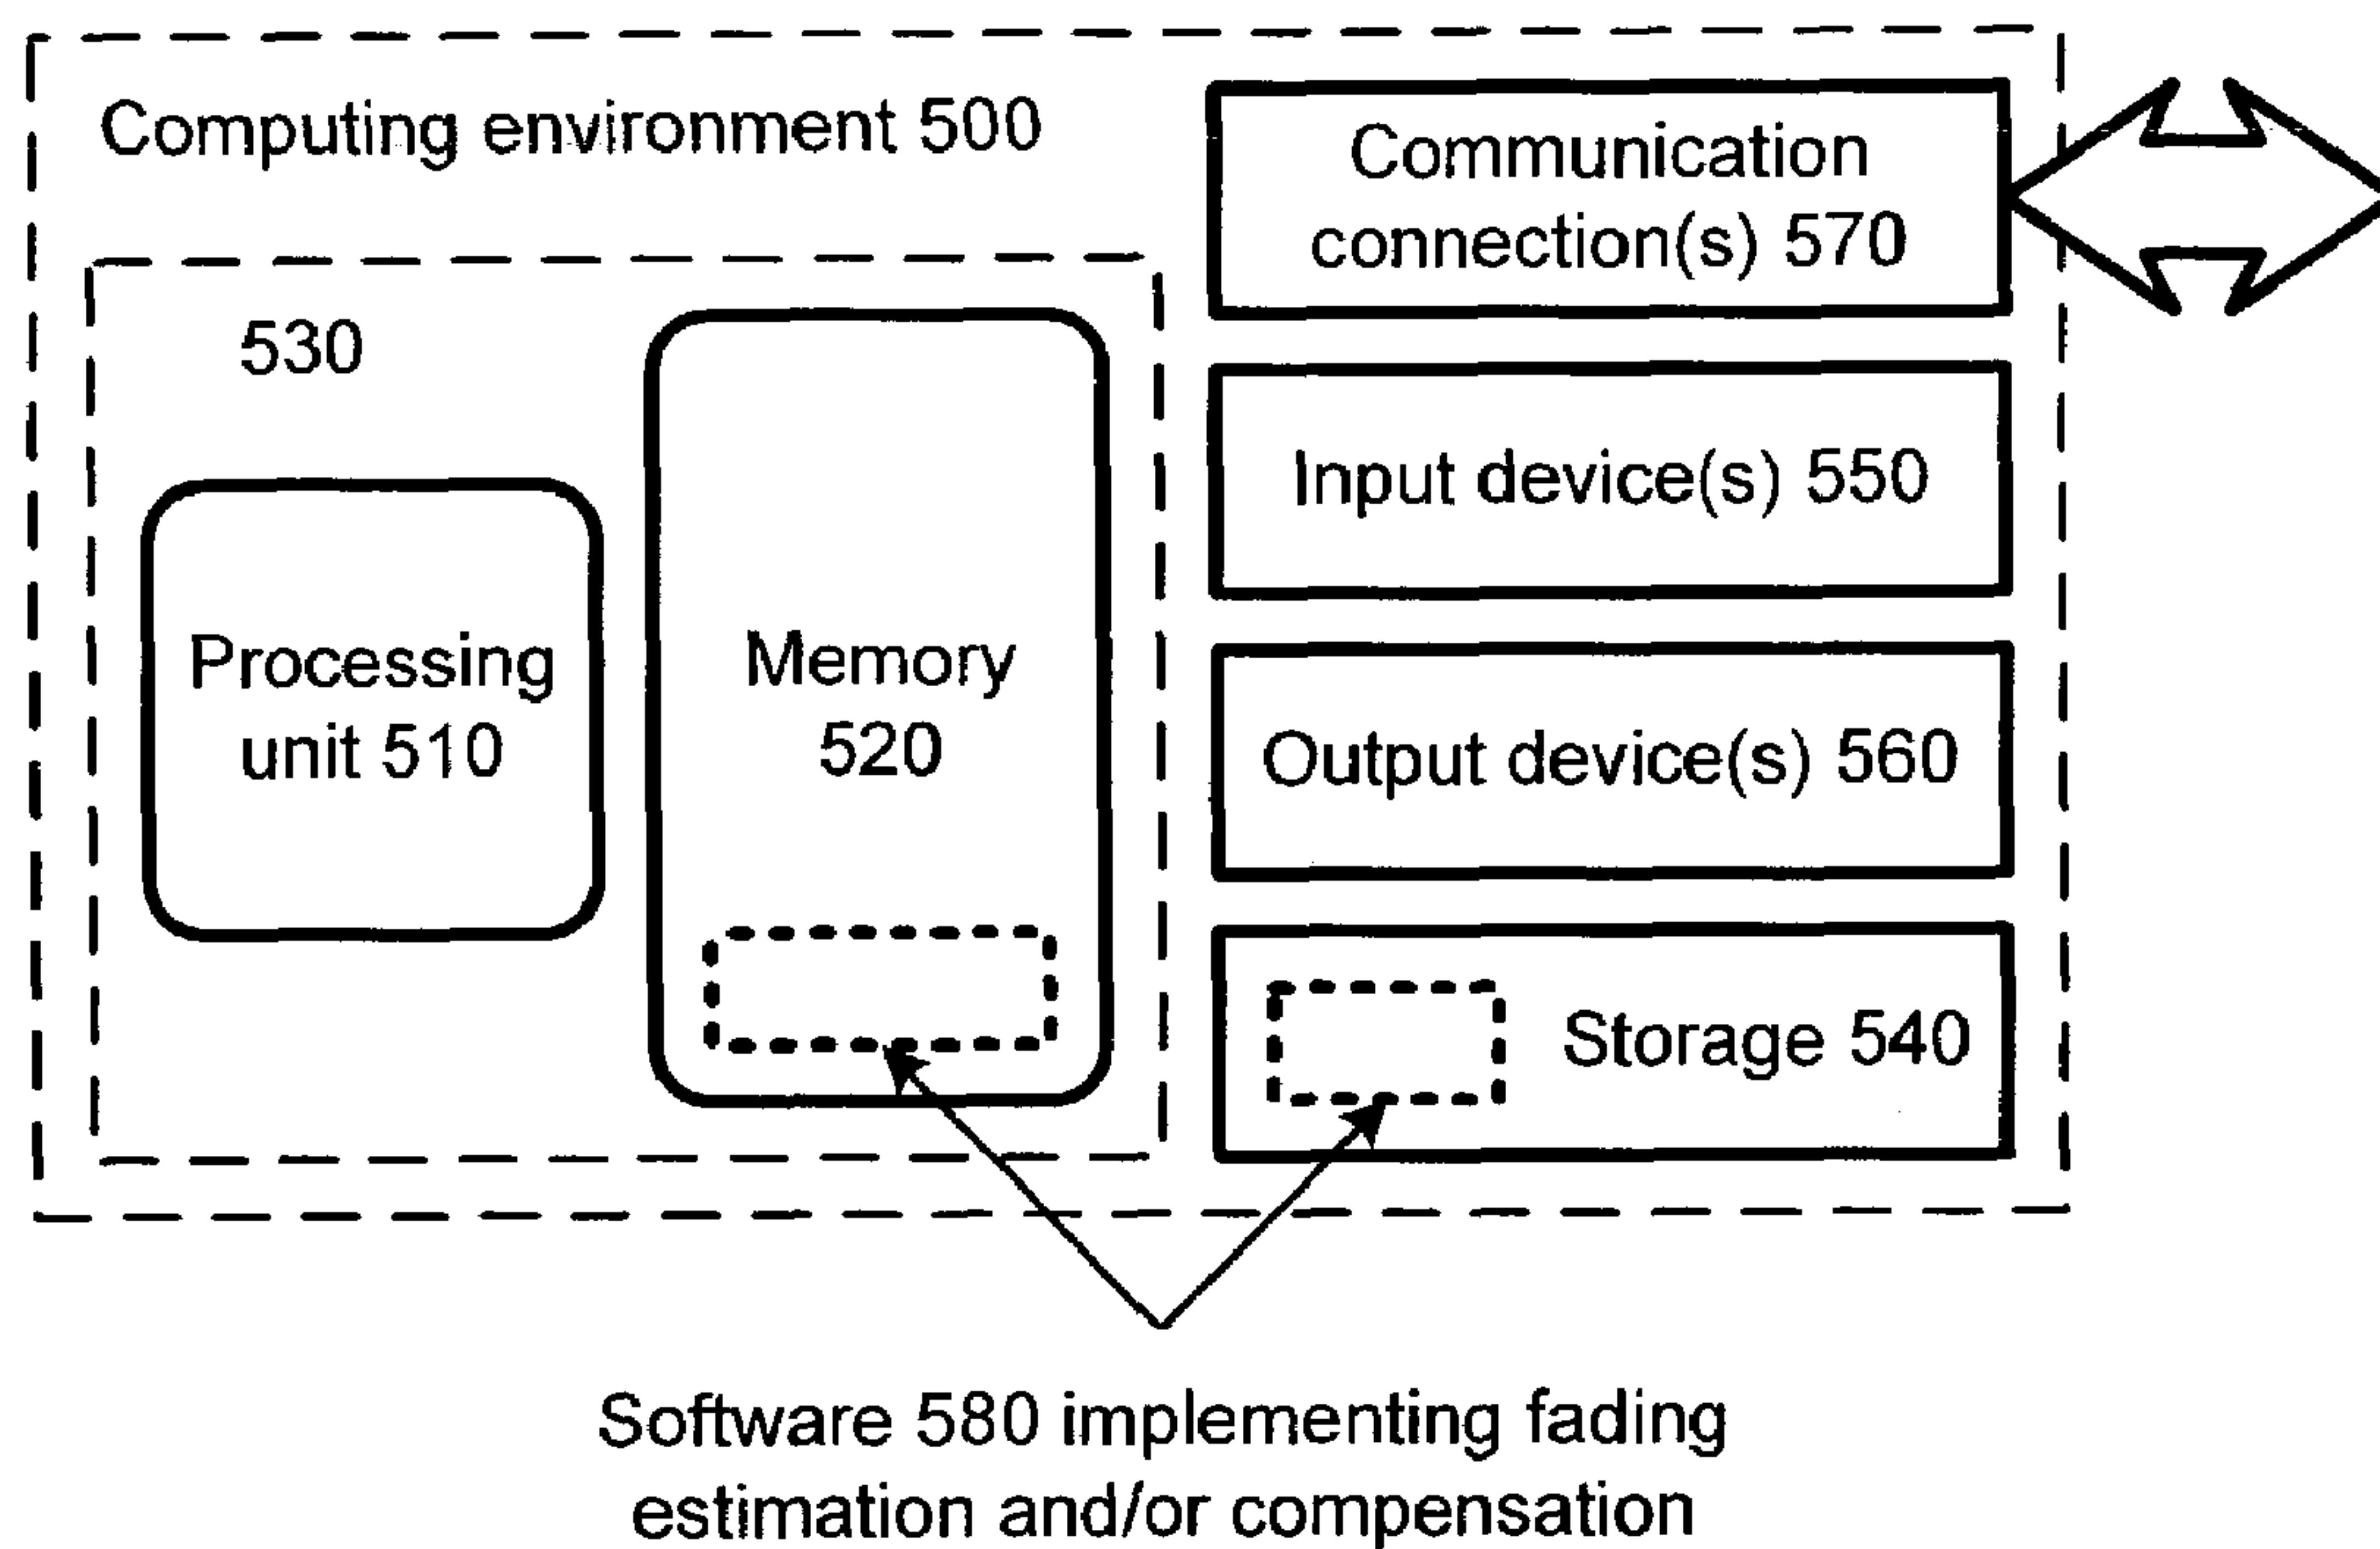 Computing environment 500
Communication
connection(s) 570
530
Input device(s) 550
Processing
unit 510
Memory
520
Output device(s) 560
Storage 540
Software 580 implementing fading
estimation and/or compensation